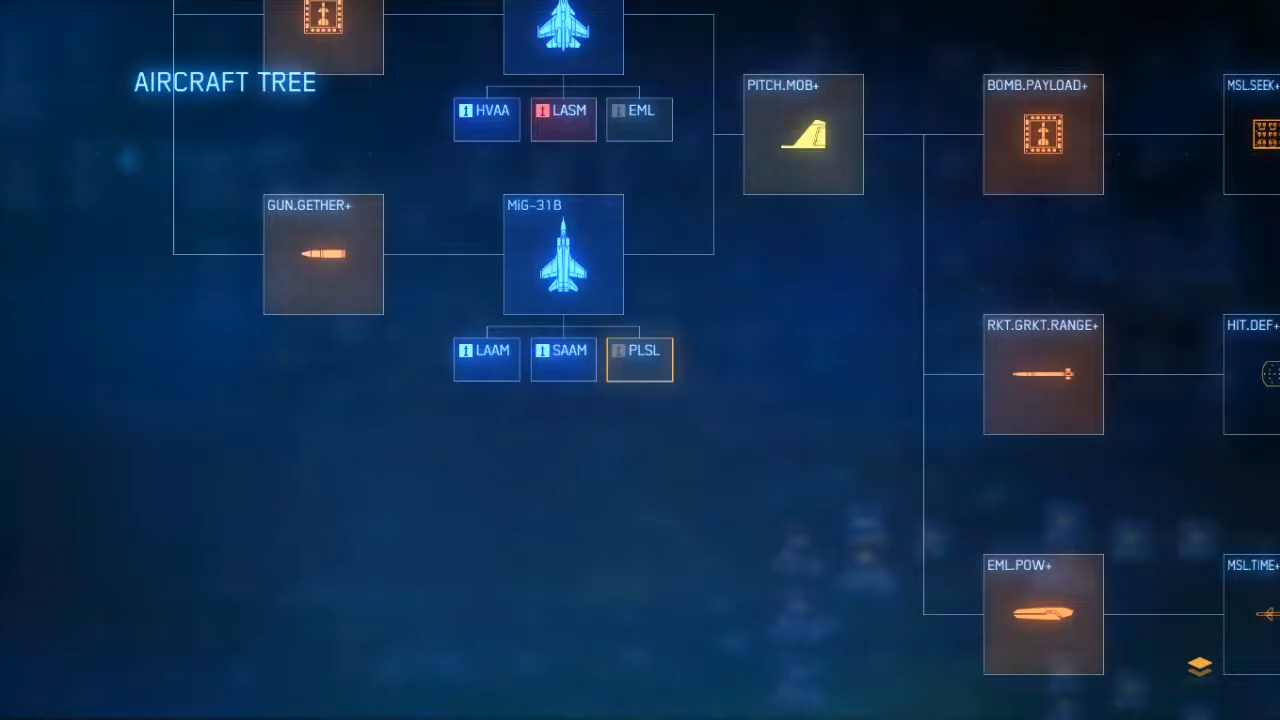 AIRCRAFT TREE
HVAA
LASM
EML
PITCH.MOB+
BOMB.PAYLOAD+
MSL.SEEK+
GUN.GETHER+
MiG-31B
LAAM
SAAM
PLSL
RKT.GRKT.RANGE+
HIT.DEF+
EML.POW+
MSL.TIME+